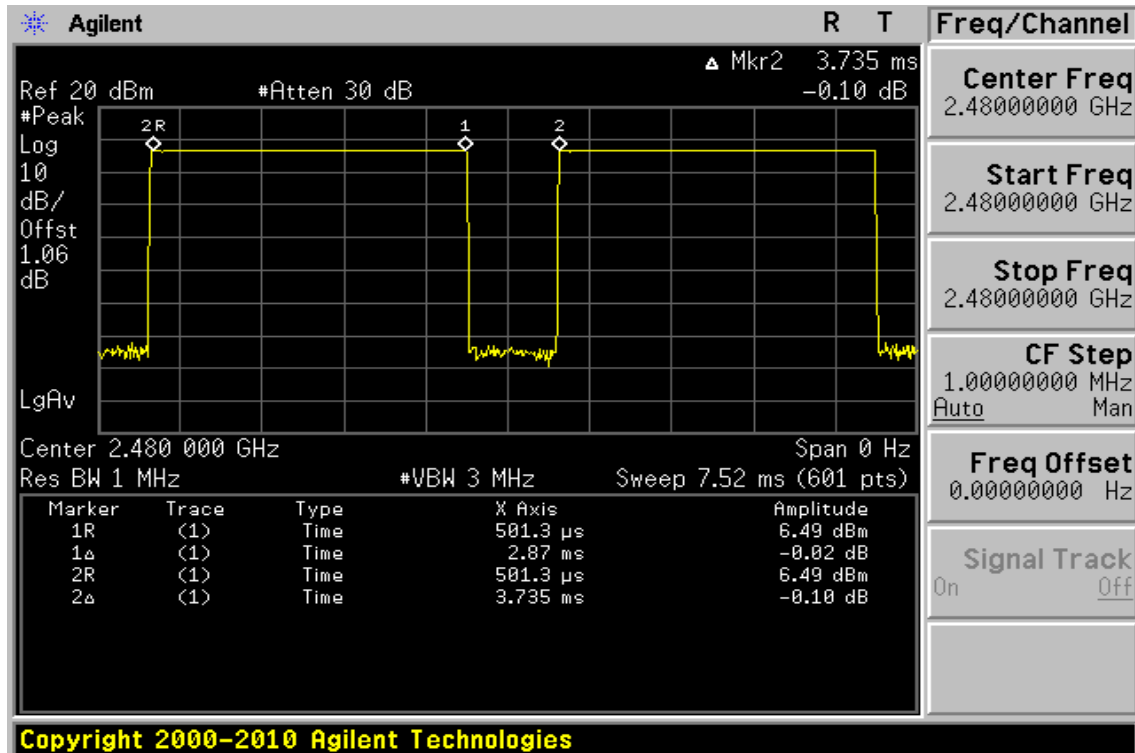 Agilent R T
△ Mkr2 3.735 ms
Ref 20 dBm #Atten 30 dB −0.10 dB
#Peak
Log
10
dB/
Offst
1.06
dB
LgAv
2R 1 2
Center 2.480 000 GHz Span 0 Hz
Res BW 1 MHz #VBW 3 MHz Sweep 7.52 ms (601 pts)
Marker Trace Type X Axis Amplitude
1R (1) Time 501.3 µs 6.49 dBm
1△ (1) Time 2.87 ms −0.02 dB
2R (1) Time 501.3 µs 6.49 dBm
2△ (1) Time 3.735 ms −0.10 dB
Freq/Channel
Center Freq
2.48000000 GHz
Start Freq
2.48000000 GHz
Stop Freq
2.48000000 GHz
CF Step
1.00000000 MHz
Auto Man
Freq Offset
0.00000000 Hz
Signal Track
On Off
Copyright 2000-2010 Agilent Technologies